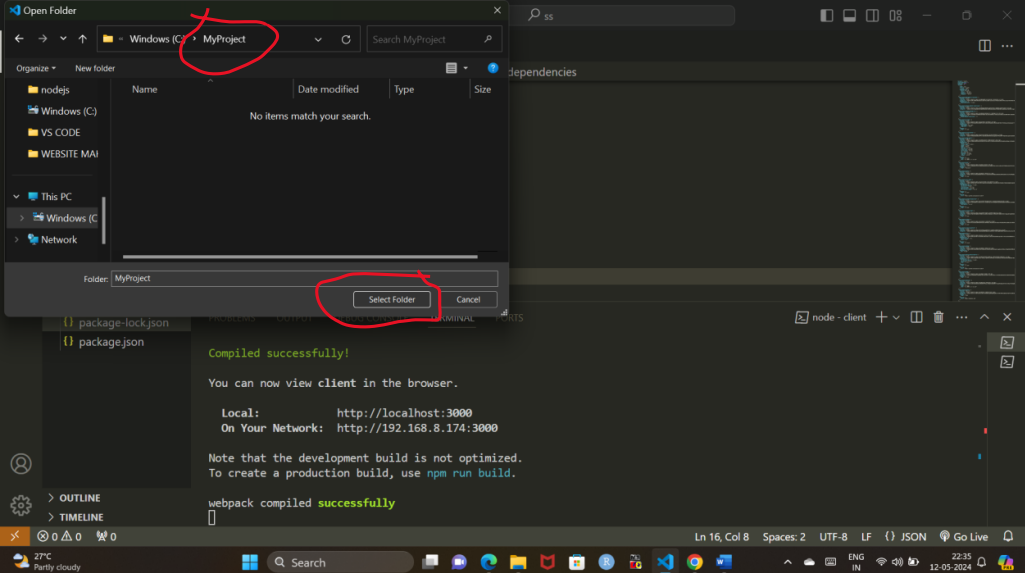 Open Folder
ss
Windows (C:)
MyProject
Search MyProject
Organize
New folder
dependencies
nodejs
Windows (C:)
VS CODE
WEBSITE MAK
This PC
Windows (C
Network
Name
Date modified
Type
Size
No items match your search.
Folder:
MyProject
Select Folder
Cancel
TERMINAL
PORTS
node - client
{} package-lock.json
{} package.json
Compiled successfully!
You can now view client in the browser.
Local: http://localhost:3000
On Your Network: http://192.168.8.174:3000
Note that the development build is not optimized.
To create a production build, use npm run build.
webpack compiled successfully
OUTLINE
TIMELINE
0 0 0
Ln 16, Col 8
Spaces: 2
UTF-8
LF
{} JSON
Go Live
27°C
Partly cloudy
Search
ENG
IN
22:35
12-05-2024